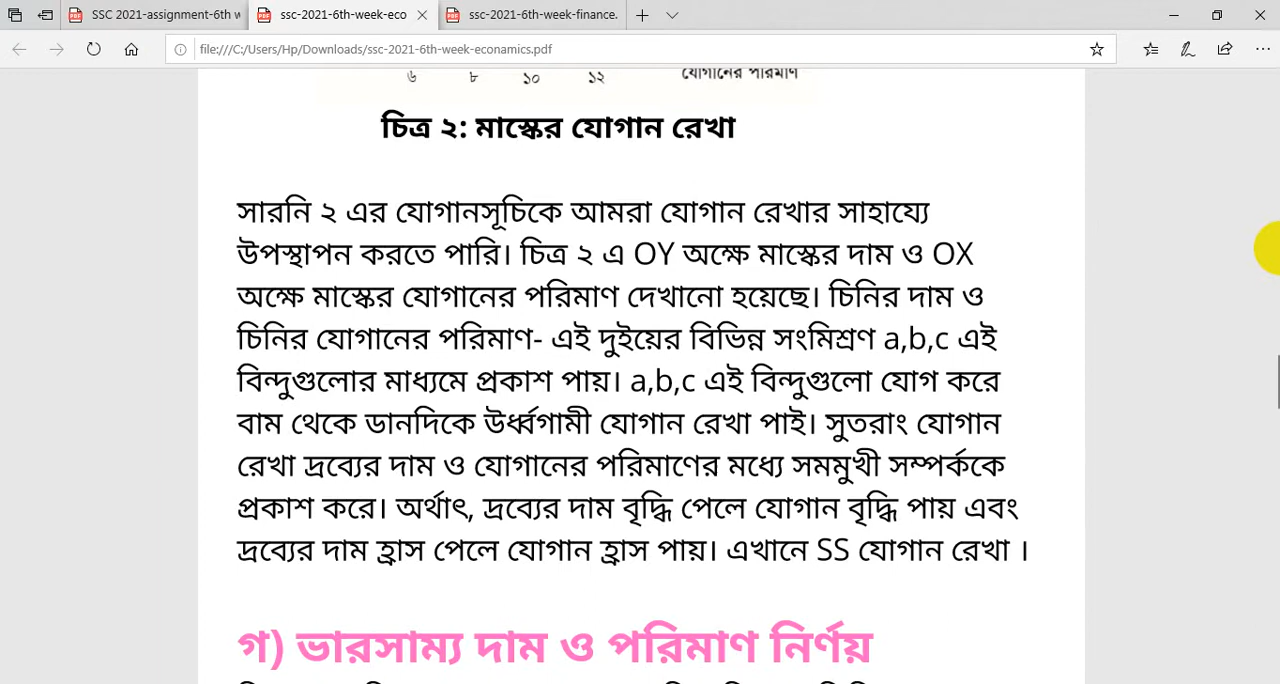 SSC 2021-assignment-6th w
ssc-2021-6th-week-eco
ssc-2021-6th-week-finance.
file:///C:/Users/Hp/Downloads/ssc-2021-6th-week-economics.pdf
৬ ৮ ১০ ১২ যোগানের পরিমাণ
চিত্র ২: মাস্কের যোগান রেখা
সারনি ২ এর যোগানসূচিকে আমরা যোগান রেখার সাহায্যে
উপস্থাপন করতে পারি। চিত্র ২ এ OY অক্ষে মাস্কের দাম ও OX
অক্ষে মাস্কের যোগানের পরিমাণ দেখানো হয়েছে। চিনির দাম ও
চিনির যোগানের পরিমাণ- এই দুইয়ের বিভিন্ন সংমিশ্রণ a,b,c এই
বিন্দুগুলোর মাধ্যমে প্রকাশ পায়। a,b,c এই বিন্দুগুলো যোগ করে
বাম থেকে ডানদিকে উর্ধ্বগামী যোগান রেখা পাই। সুতরাং যোগান
রেখা দ্রব্যের দাম ও যোগানের পরিমাণের মধ্যে সমমুখী সম্পর্ককে
প্রকাশ করে। অর্থাৎ, দ্রব্যের দাম বৃদ্ধি পেলে যোগান বৃদ্ধি পায় এবং
দ্রব্যের দাম হ্রাস পেলে যোগান হ্রাস পায়। এখানে SS যোগান রেখা ।
গ) ভারসাম্য দাম ও পরিমাণ নির্ণয়